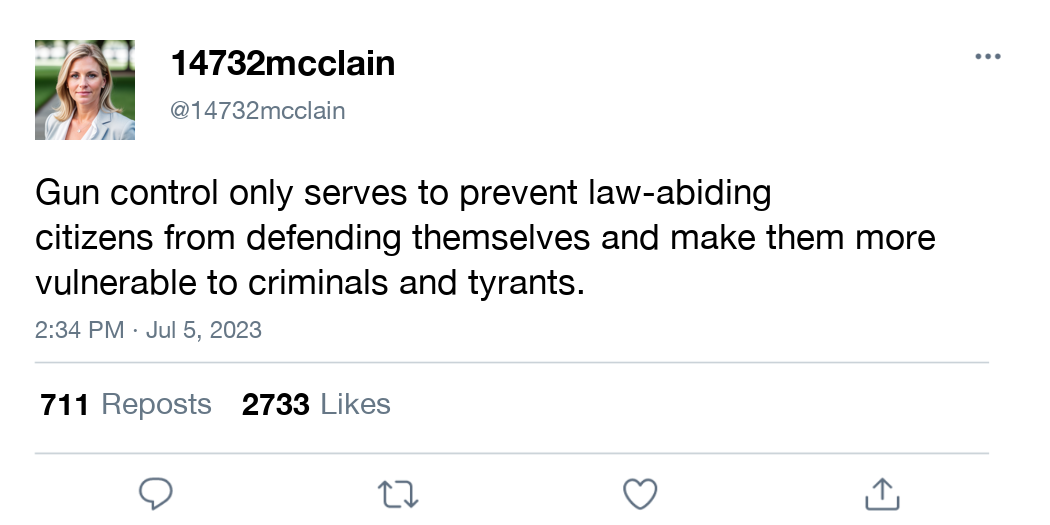 14732mcclain
@14732mcclain
Gun control only serves to prevent law-abiding
citizens from defending themselves and make them more
vulnerable to criminals and tyrants.
2:34 PM · Jul 5, 2023
711 Reposts 2733 Likes